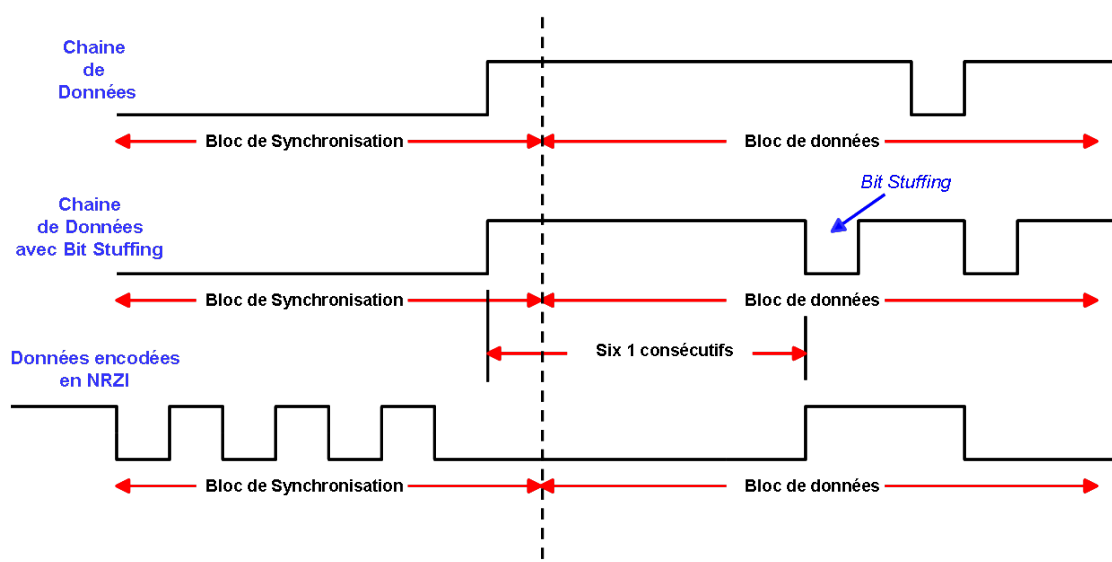 Chaine
de
Données
Bloc de Synchronisation
Bloc de données
Bit Stuffing
Chaine
de Données
avec Bit Stuffing
Bloc de Synchronisation
Bloc de données
Six 1 consécutifs
Données encodées
en NRZI
Bloc de Synchronisation
Bloc de données